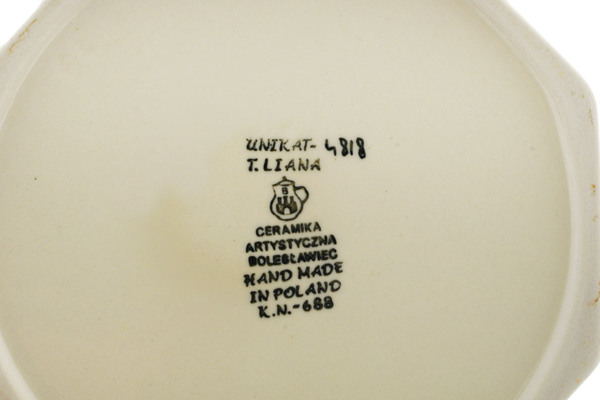 UNIKAT- 4818
T. LIANA
B
CERAMIKA
ARTYSTYCZNA
BOLESŁAWIEC
HAND MADE
IN POLAND
K.N.-688